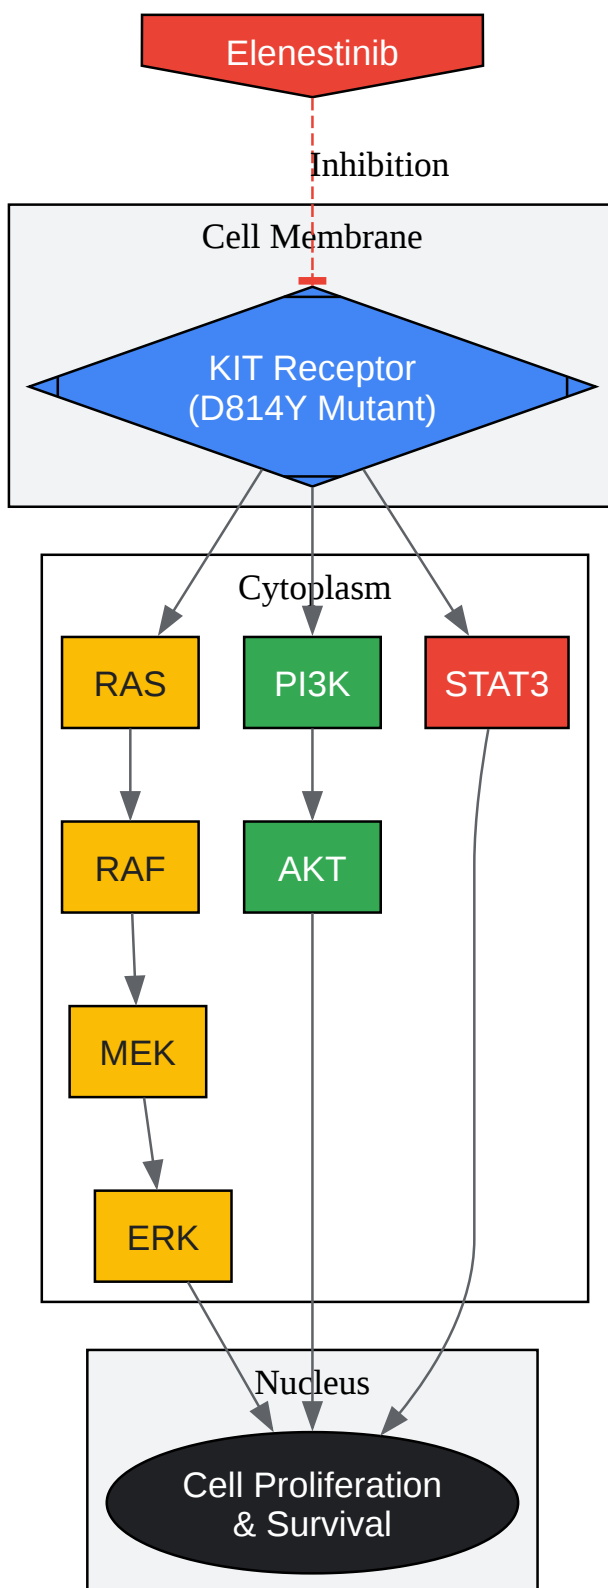 Elenestinib
Inhibition
Cell Membrane
KIT Receptor
(D814Y Mutant)
Cytoplasm
RAS
PI3K
STAT3
RAF
AKT
MEK
ERK
Nucleus
Cell Proliferation
& Survival